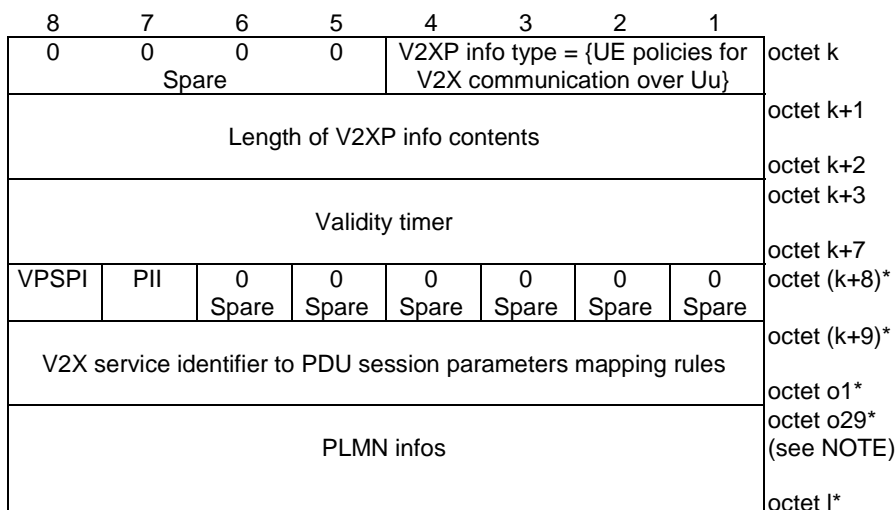 8 7 6 5 4 3 2 1
0 0 0 0 V2XP info type = {UE policies for octet k
Spare V2X communication over Uu}
octet k+1
Length of V2XP info contents
octet k+2
octet k+3
Validity timer
octet k+7
VPSPI PII 0 0 0 0 0 0 octet (k+8)*
Spare Spare Spare Spare Spare Spare
octet (k+9)*
V2X service identifier to PDU session parameters mapping rules
octet o1*
octet o29*
PLMN infos (see NOTE)
octet l*